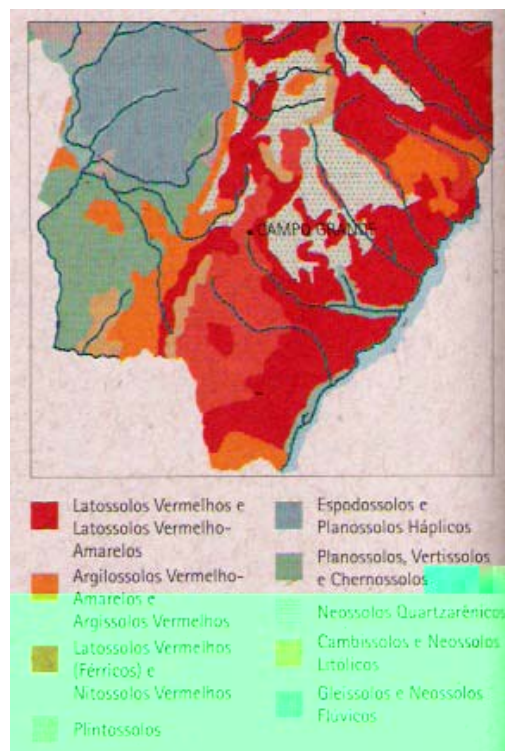 CAMPO GRANDE
Latossolos Vermelhos e
Latossolos Vermelho-
Amarelos
Argilossolos Vermelho-
Amarelos e
Argissolos Vermelhos
Latossolos Vermelhos
(Férricos) e
Nitossolos Vermelhos
Plintossolos
Espodossolos e
Planossolos Háplicos
Planossolos, Vertissolos
e Chernossolos
Neossolos Quartzarênicos
Cambissolos e Neossolos
Litólicos
Gleissolos e Neossolos
Flúvicos